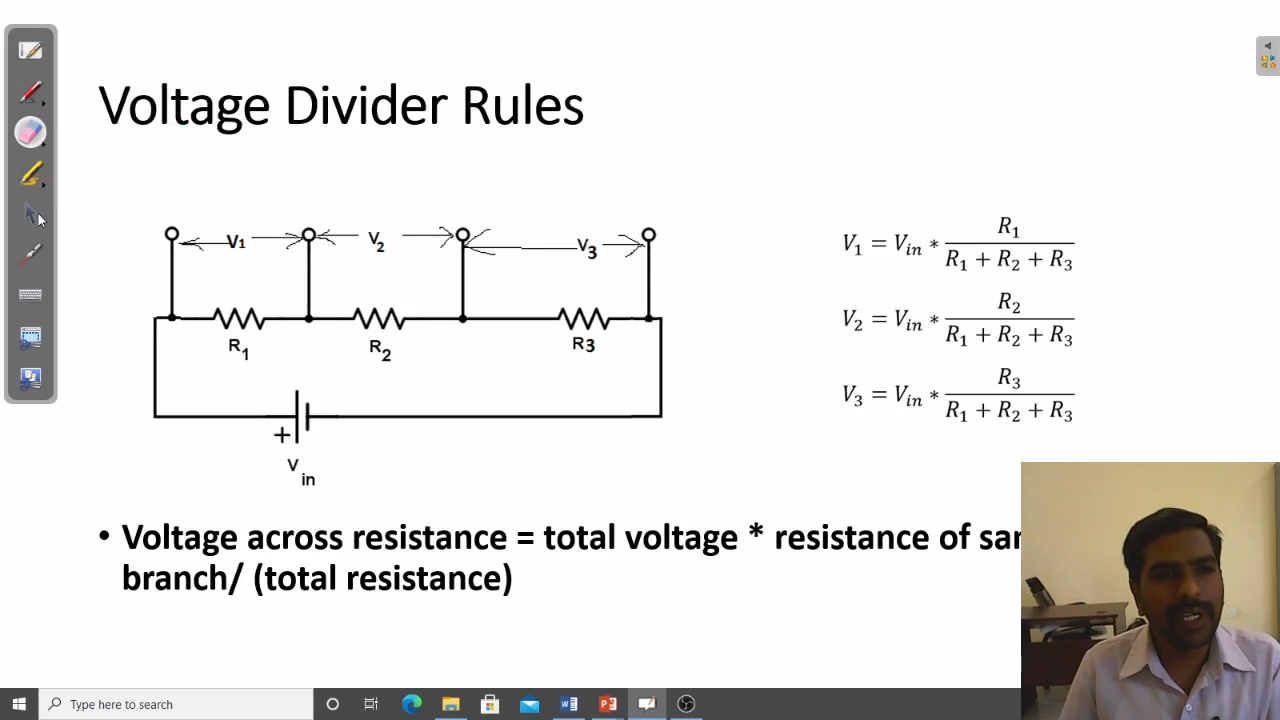 Voltage Divider Rules
V1 V2 V3
R1 R2 R3
+
V in
V₁ = Vᵢₙ * R₁ / (R₁ + R₂ + R₃)
V₂ = Vᵢₙ * R₂ / (R₁ + R₂ + R₃)
V₃ = Vᵢₙ * R₃ / (R₁ + R₂ + R₃)
• Voltage across resistance = total voltage * resistance of
branch/ (total resistance)
Type here to search